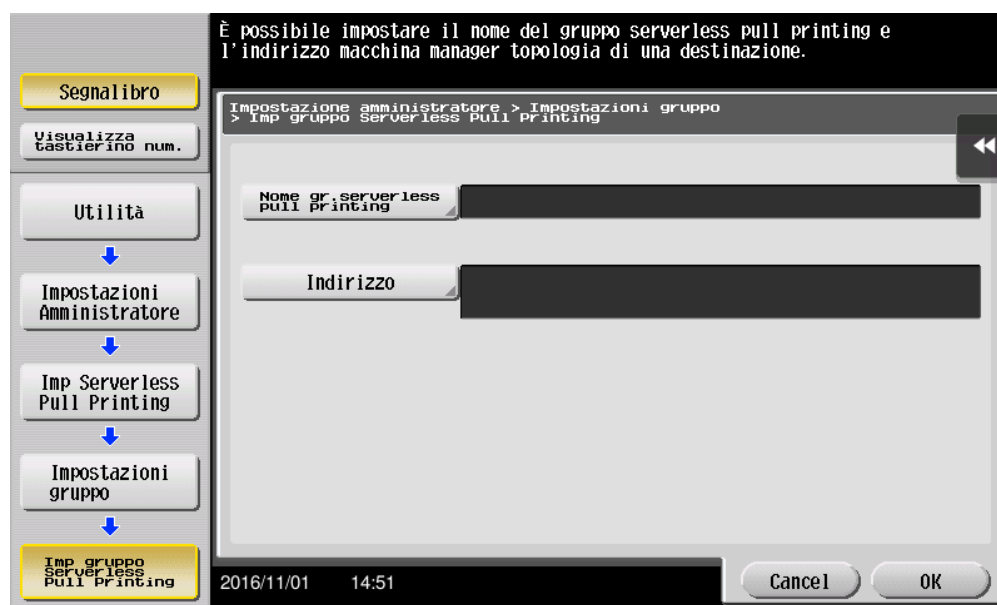 È possibile impostare il nome del gruppo serverless pull printing e
l'indirizzo macchina manager topologia di una destinazione.
Segnalibro
Visualizza
tastierino num.
Utilità
Impostazioni
Amministratore
Imp Serverless
Pull Printing
Impostazioni
gruppo
Imp gruppo
Serverless
Pull Printing
Impostazione amministratore > Impostazioni gruppo
> Imp gruppo Serverless Pull Printing
Nome gr.serverless
pull printing
Indirizzo
2016/11/01 14:51
Cancel
OK